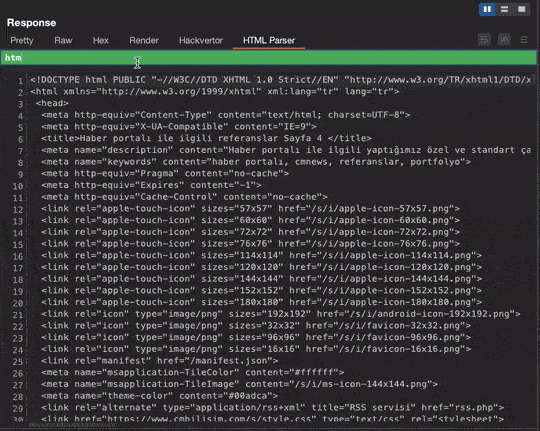 Response
Pretty Raw Hex Render Hackvertor HTML Parser
htm
1 <!DOCTYPE html PUBLIC "-//W3C//DTD XHTML 1.0 Strict//EN" "http://www.w3.org/TR/xhtml1/DTD/x
2 <html xmlns="http://www.w3.org/1999/xhtml" xml:lang="tr" lang="tr">
3 <head>
4 <meta http-equiv="Content-Type" content="text/html; charset=UTF-8">
5 <meta http-equiv="X-UA-Compatible" content="IE=9">
6 <title>Haber portalı ile ilgili referanslar Sayfa 4 </title>
7 <meta name="description" content="Haber portalı ile ilgili yaptığımız özel ve standart ça
8 <meta name="keywords" content="haber portalı, cmnews, referanslar, portfolyo">
9 <meta http-equiv="Pragma" content="no-cache">
10 <meta http-equiv="Expires" content="-1">
11 <meta http-equiv="Cache-Control" content="no-cache">
12 <link rel="apple-touch-icon" sizes="57x57" href="/s/i/apple-icon-57x57.png">
13 <link rel="apple-touch-icon" sizes="60x60" href="/s/i/apple-icon-60x60.png">
14 <link rel="apple-touch-icon" sizes="72x72" href="/s/i/apple-icon-72x72.png">
15 <link rel="apple-touch-icon" sizes="76x76" href="/s/i/apple-icon-76x76.png">
16 <link rel="apple-touch-icon" sizes="114x114" href="/s/i/apple-icon-114x114.png">
17 <link rel="apple-touch-icon" sizes="120x120" href="/s/i/apple-icon-120x120.png">
18 <link rel="apple-touch-icon" sizes="144x144" href="/s/i/apple-icon-144x144.png">
19 <link rel="apple-touch-icon" sizes="152x152" href="/s/i/apple-icon-152x152.png">
20 <link rel="apple-touch-icon" sizes="180x180" href="/s/i/apple-icon-180x180.png">
21 <link rel="icon" type="image/png" sizes="192x192" href="/s/i/android-icon-192x192.png">
22 <link rel="icon" type="image/png" sizes="32x32" href="/s/i/favicon-32x32.png">
23 <link rel="icon" type="image/png" sizes="96x96" href="/s/i/favicon-96x96.png">
24 <link rel="icon" type="image/png" sizes="16x16" href="/s/i/favicon-16x16.png">
25 <link rel="manifest" href="/manifest.json">
26 <meta name="msapplication-TileColor" content="#ffffff">
27 <meta name="msapplication-TileImage" content="/s/i/ms-icon-144x144.png">
28 <meta name="theme-color" content="#00adca">
29 <link rel="alternate" type="application/rss+xml" title="RSS servisi" href="rss.php">
30 <link href="https://www.cmbilisim.com/s/style.css" type="text/css" rel="stylesheet">